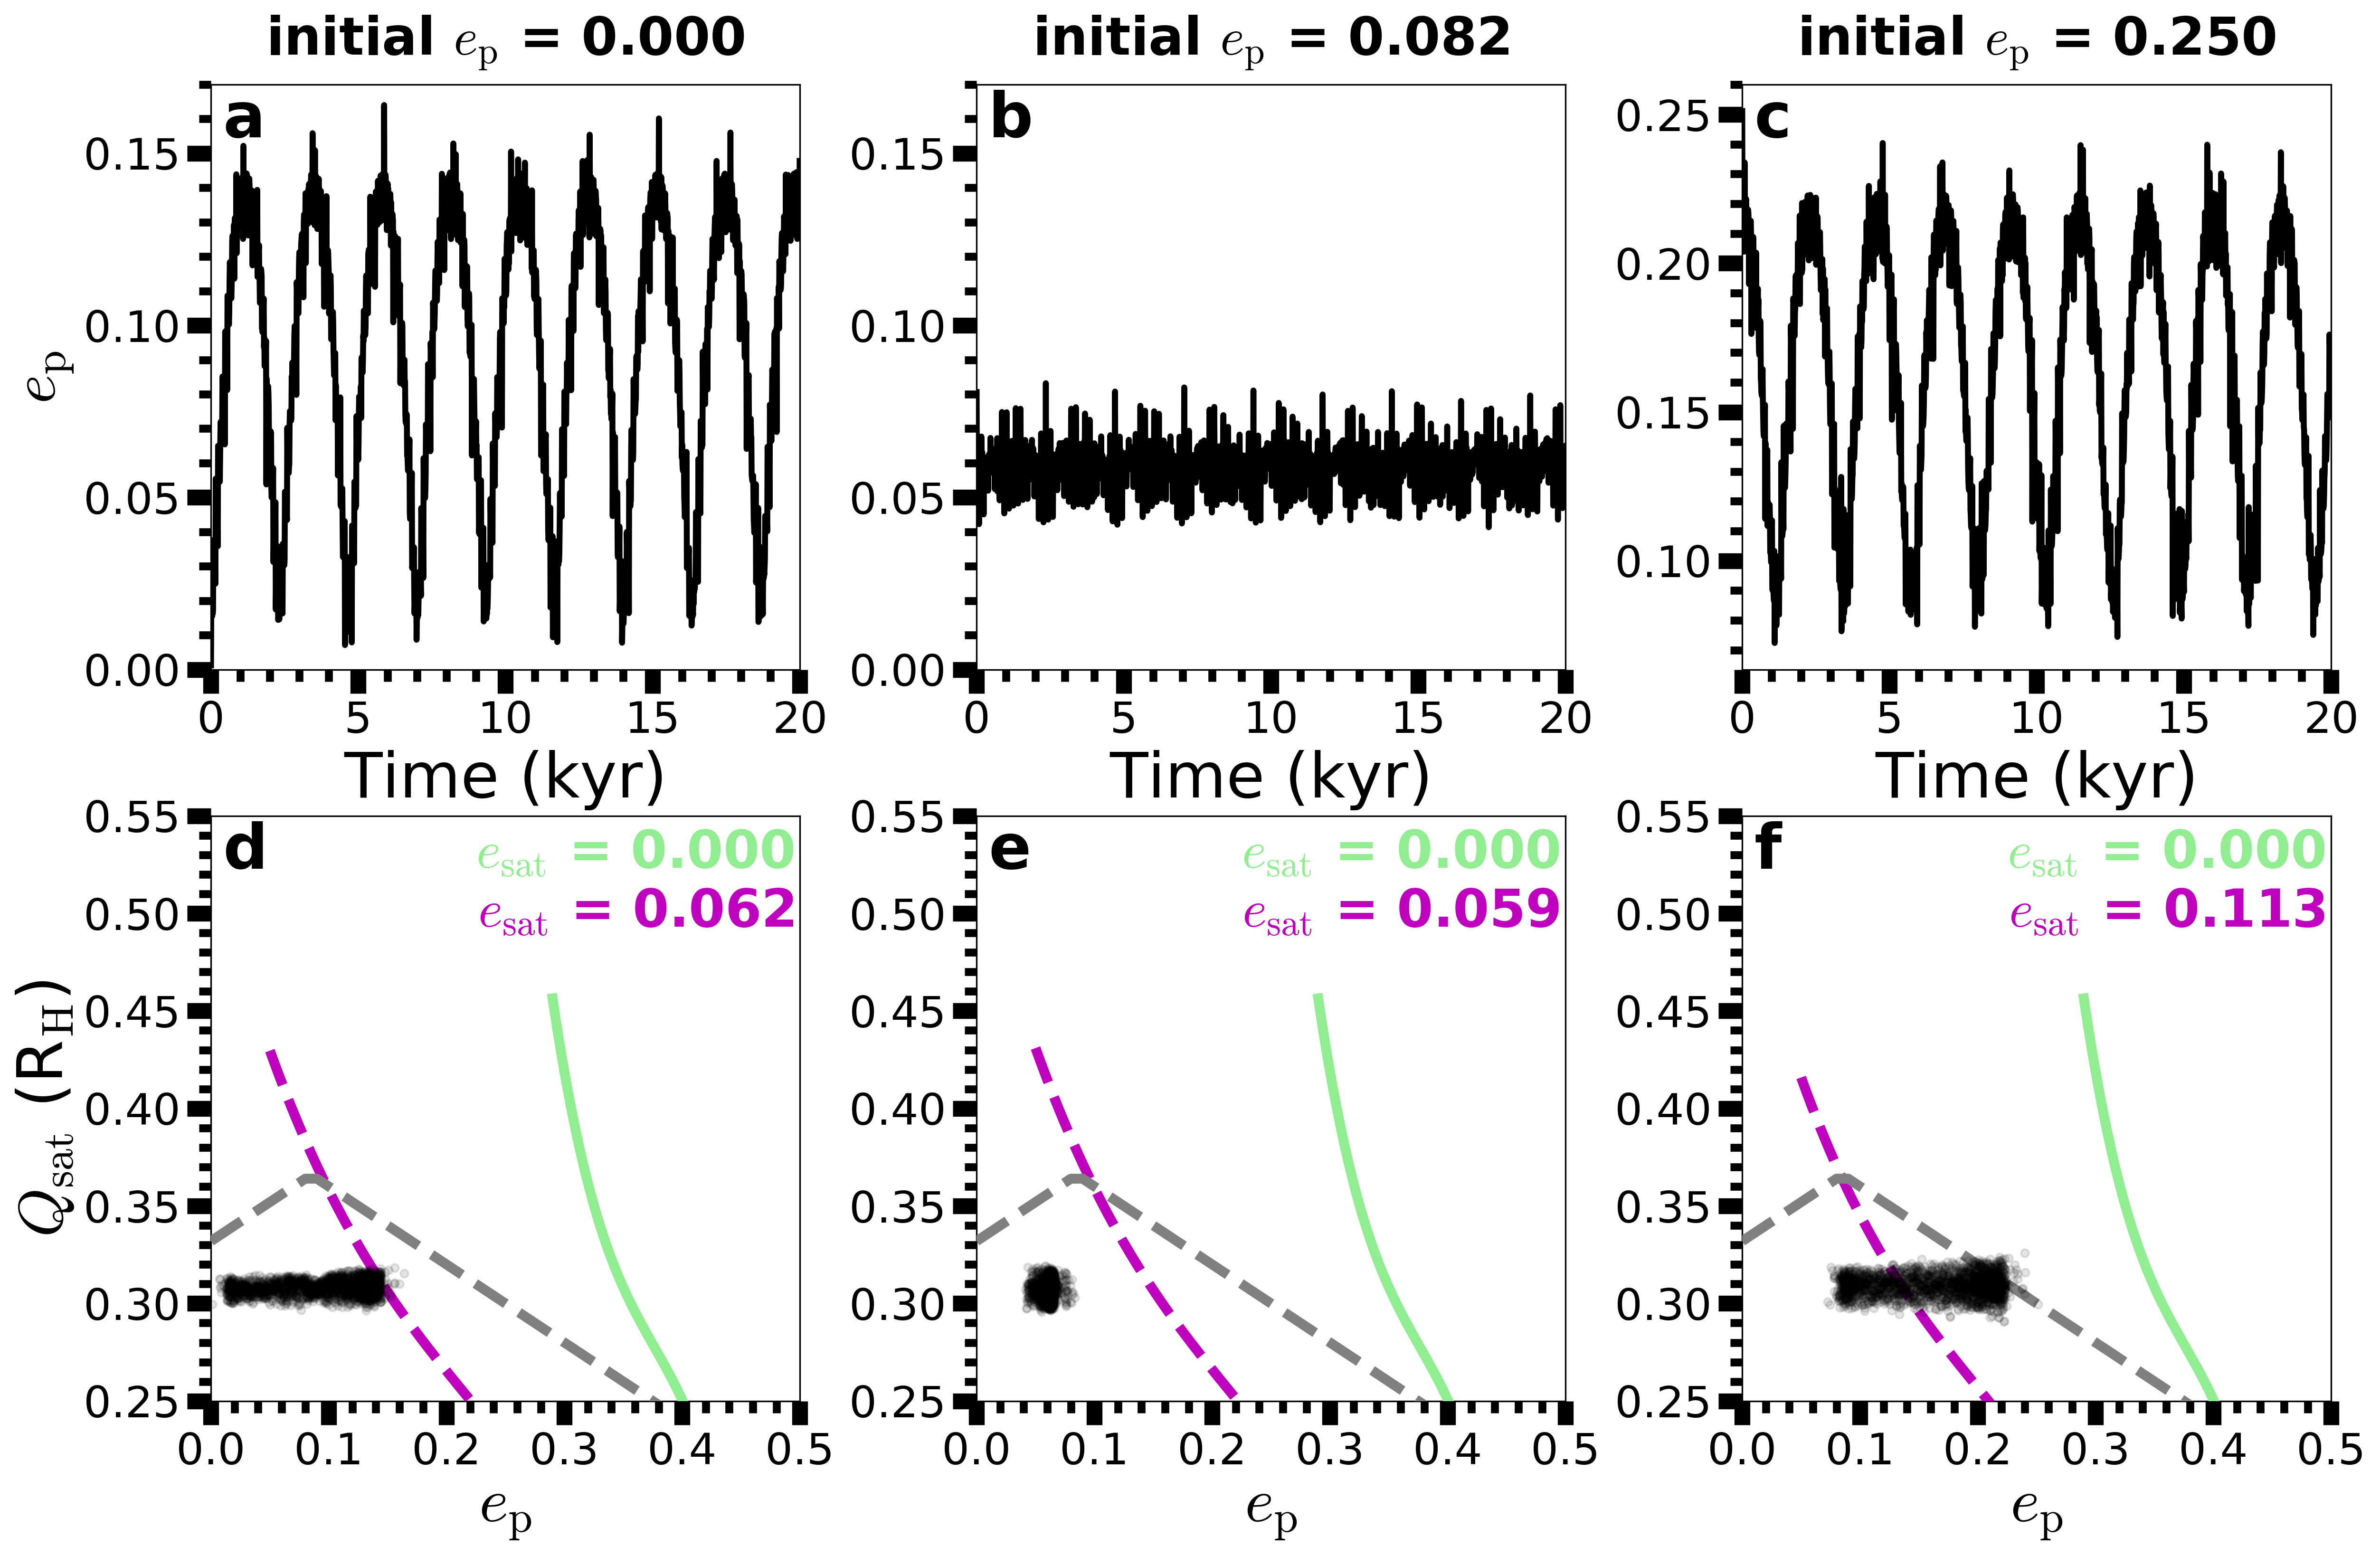 initial e_p = 0.000
initial e_p = 0.082
initial e_p = 0.250
a
b
c
e_p
0.15
0.10
0.05
0.00
0.15
0.10
0.05
0.00
0.25
0.20
0.15
0.10
0 5 10 15 20
0 5 10 15 20
0 5 10 15 20
Time (kyr)
Time (kyr)
Time (kyr)
d
e_sat = 0.000
e_sat = 0.062
e
e_sat = 0.000
e_sat = 0.059
f
e_sat = 0.000
e_sat = 0.113
Q_sat (R_H)
0.55
0.50
0.45
0.40
0.35
0.30
0.25
0.55
0.50
0.45
0.40
0.35
0.30
0.25
0.55
0.50
0.45
0.40
0.35
0.30
0.25
0.0 0.1 0.2 0.3 0.4 0.5
0.0 0.1 0.2 0.3 0.4 0.5
0.0 0.1 0.2 0.3 0.4 0.5
e_p
e_p
e_p